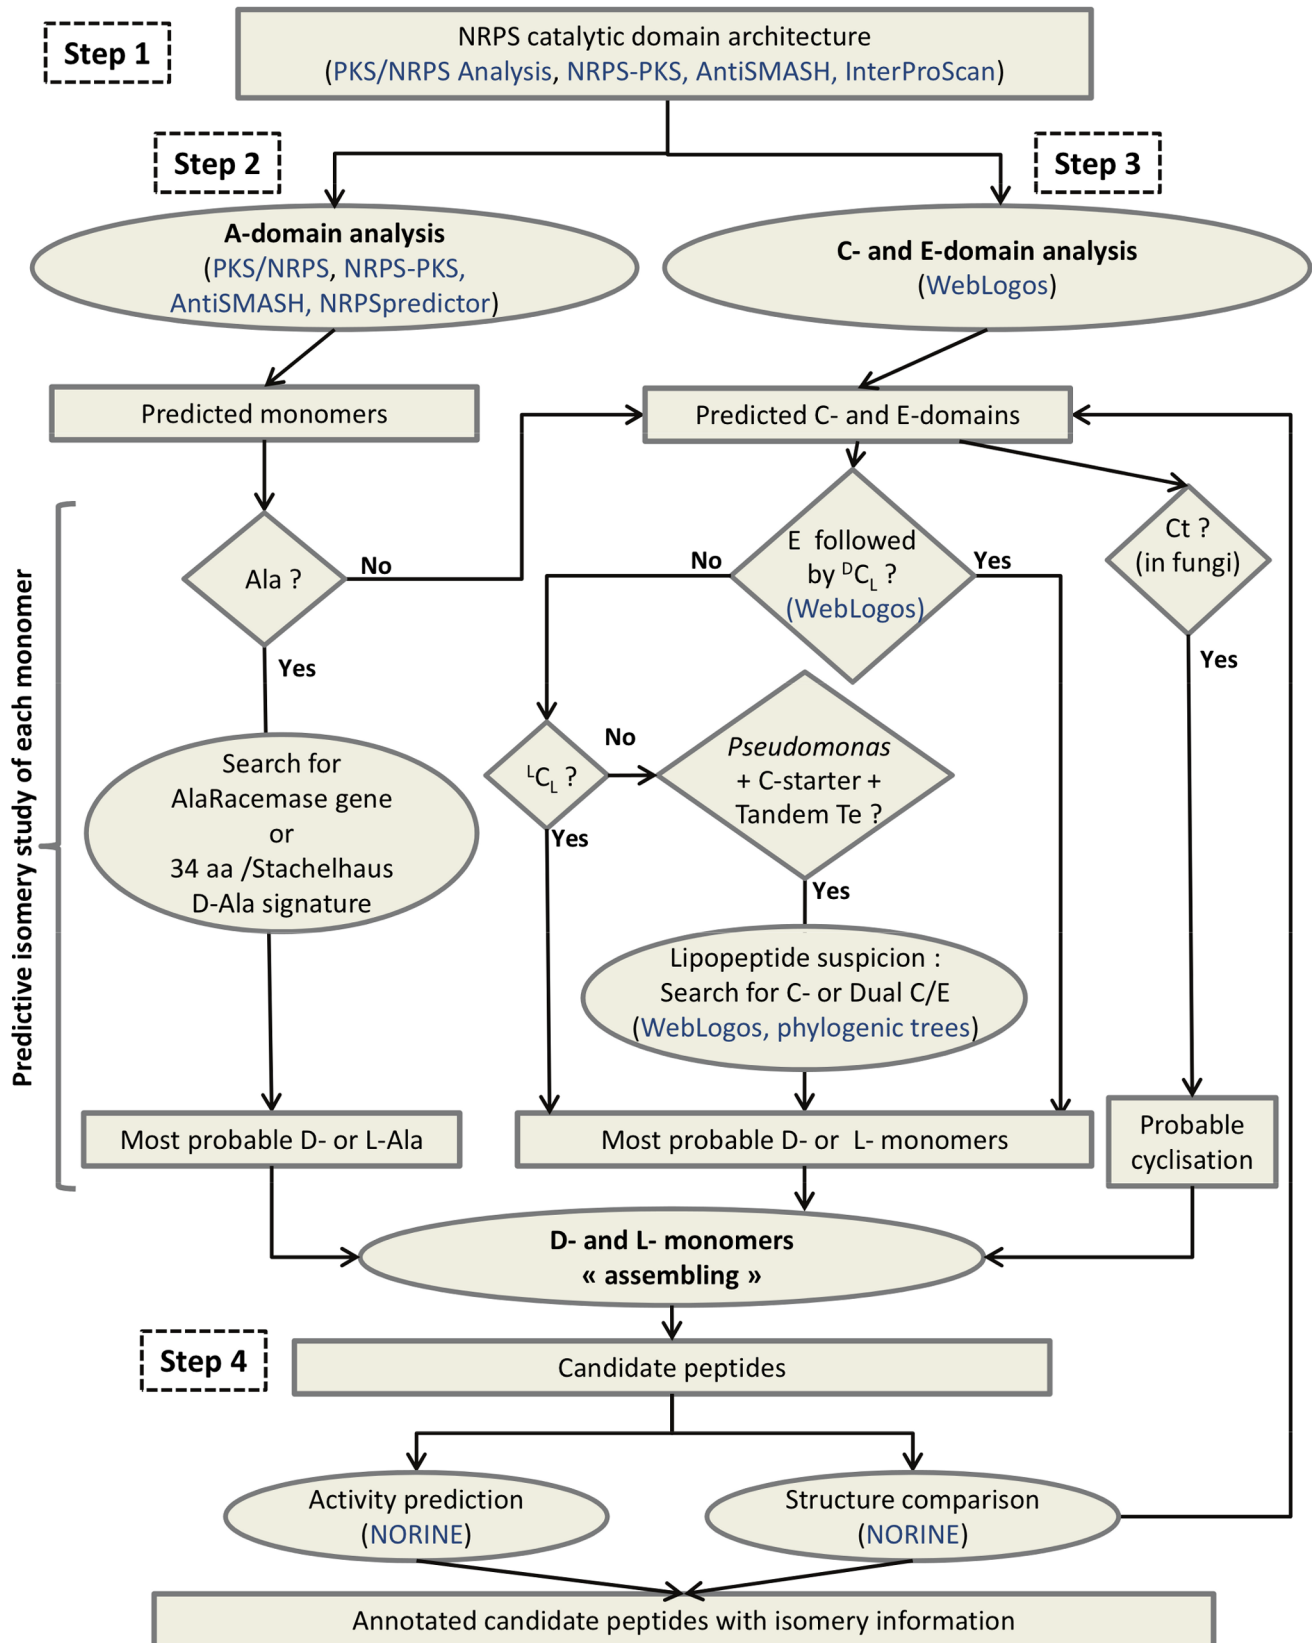 Step 1
NRPS catalytic domain architecture
(PKS/NRPS Analysis, NRPS-PKS, AntiSMASH, InterProScan)
Step 2
Step 3
A-domain analysis
(PKS/NRPS, NRPS-PKS,
AntiSMASH, NRPSpredictor)
C- and E-domain analysis
(WebLogos)
Predicted monomers
Predicted C- and E-domains
Predictive isomery study of each monomer
Ala ?
No
Yes
E followed
by ᴰCL ?
(WebLogos)
No
Yes
Ct ?
(in fungi)
Yes
Search for
AlaRacemase gene
or
34 aa /Stachelhaus
D-Ala signature
ᴸCL ?
No
Yes
Pseudomonas
+ C-starter +
Tandem Te ?
Yes
Lipopeptide suspicion :
Search for C- or Dual C/E
(WebLogos, phylogenic trees)
Most probable D- or L-Ala
Most probable D- or L- monomers
Probable
cyclisation
D- and L- monomers
« assembling »
Step 4
Candidate peptides
Activity prediction
(NORINE)
Structure comparison
(NORINE)
Annotated candidate peptides with isomery information